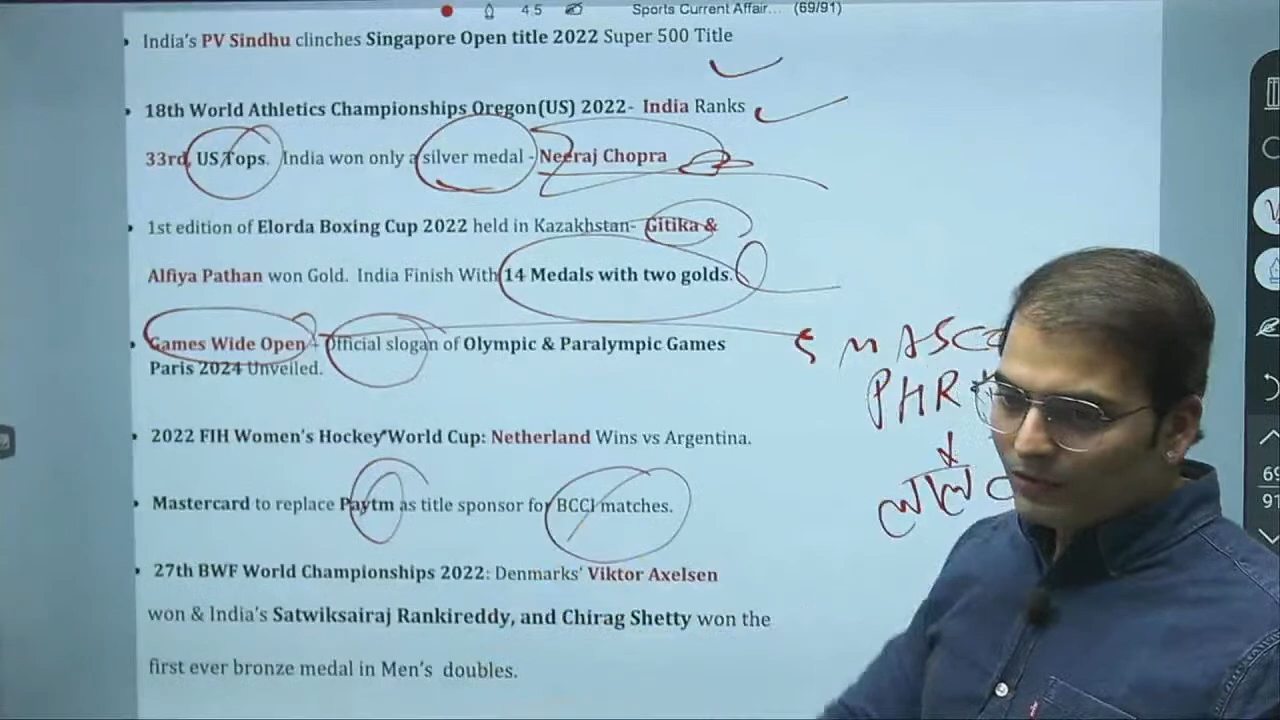 45 Sports Current Affair... (69/91)
• India's PV Sindhu clinches Singapore Open title 2022 Super 500 Title
• 18th World Athletics Championships Oregon(US) 2022- India Ranks
33rd, US Tops. India won only a silver medal - Neeraj Chopra
• 1st edition of Elorda Boxing Cup 2022 held in Kazakhstan- Gitika &
Alfiya Pathan won Gold. India Finish With 14 Medals with two golds.
• Games Wide Open - Official slogan of Olympic & Paralympic Games
Paris 2024 Unveiled.
• 2022 FIH Women's Hockey World Cup: Netherland Wins vs Argentina.
• Mastercard to replace Paytm as title sponsor for BCCI matches.
• 27th BWF World Championships 2022: Denmarks' Viktor Axelsen
won & India's Satwiksairaj Rankireddy, and Chirag Shetty won the
first ever bronze medal in Men's doubles.
MASCO
PHR
69
91